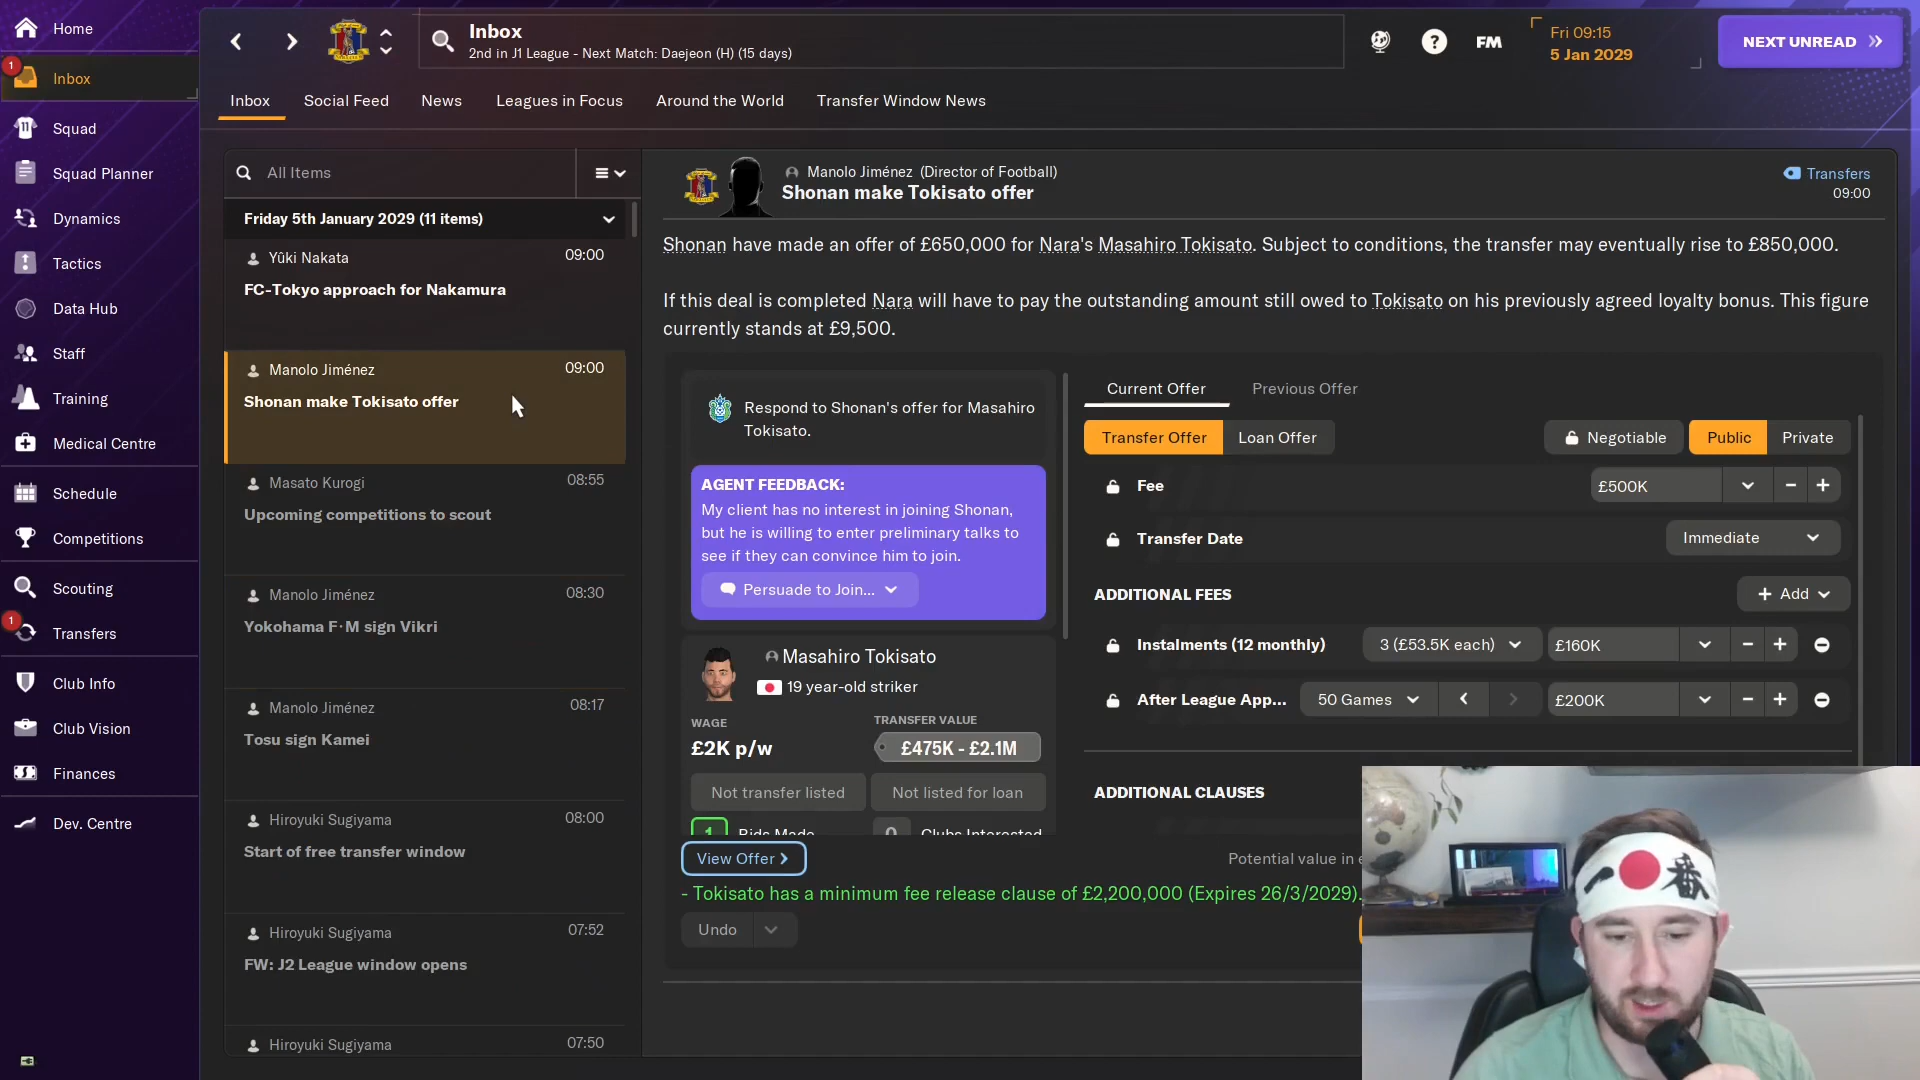 Home
1
Inbox
Squad
Squad Planner
Dynamics
Tactics
Data Hub
Staff
Training
Medical Centre
Schedule
Competitions
Scouting
1
Transfers
Club Info
Club Vision
Finances
Dev. Centre
Inbox
2nd in J1 League - Next Match: Daejeon (H) (15 days)
?
FM
Fri 09:15
5 Jan 2029
NEXT UNREAD
Inbox
Social Feed
News
Leagues in Focus
Around the World
Transfer Window News
All Items
Friday 5th January 2029 (11 items)
Yûki Nakata
09:00
FC-Tokyo approach for Nakamura
Manolo Jiménez
09:00
Shonan make Tokisato offer
Masato Kurogi
08:55
Upcoming competitions to scout
Manolo Jiménez
08:30
Yokohama F·M sign Vikri
Manolo Jiménez
08:17
Tosu sign Kamei
Hiroyuki Sugiyama
08:00
Start of free transfer window
Hiroyuki Sugiyama
07:52
FW: J2 League window opens
Hiroyuki Sugiyama
07:50
Manolo Jiménez (Director of Football)
Shonan make Tokisato offer
Transfers
09:00
Shonan have made an offer of £650,000 for Nara's Masahiro Tokisato. Subject to conditions, the transfer may eventually rise to £850,000.
If this deal is completed Nara will have to pay the outstanding amount still owed to Tokisato on his previously agreed loyalty bonus. This figure
currently stands at £9,500.
Respond to Shonan's offer for Masahiro
Tokisato.
AGENT FEEDBACK:
My client has no interest in joining Shonan,
but he is willing to enter preliminary talks to
see if they can convince him to join.
Persuade to Join...
Masahiro Tokisato
19 year-old striker
WAGE
£2K p/w
TRANSFER VALUE
£475K - £2.1M
Not transfer listed
Not listed for loan
1 Bids Made
0 Clubs Interested
View Offer
Potential value in
- Tokisato has a minimum fee release clause of £2,200,000 (Expires 26/3/2029).
Undo
Current Offer
Previous Offer
Transfer Offer
Loan Offer
Negotiable
Public
Private
Fee
£500K
Transfer Date
Immediate
ADDITIONAL FEES
Add
Instalments (12 monthly)
3 (£53.5K each)
£160K
After League App...
50 Games
£200K
ADDITIONAL CLAUSES
一番